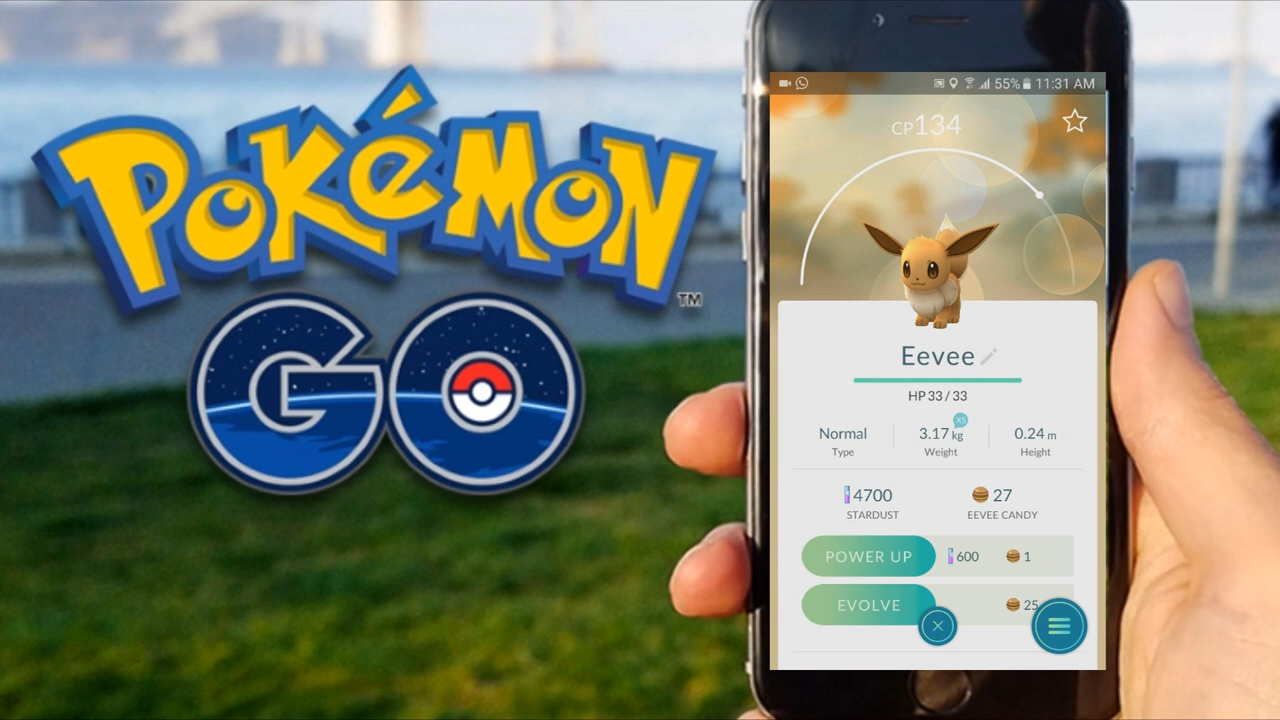 POKéMON
TM
GO
55% 11:31 AM
CP134
Eevee
HP 33 / 33
XS
Normal 3.17 kg 0.24 m
Type Weight Height
4700 27
STARDUST EEVEE CANDY
POWER UP 600 1
EVOLVE 25